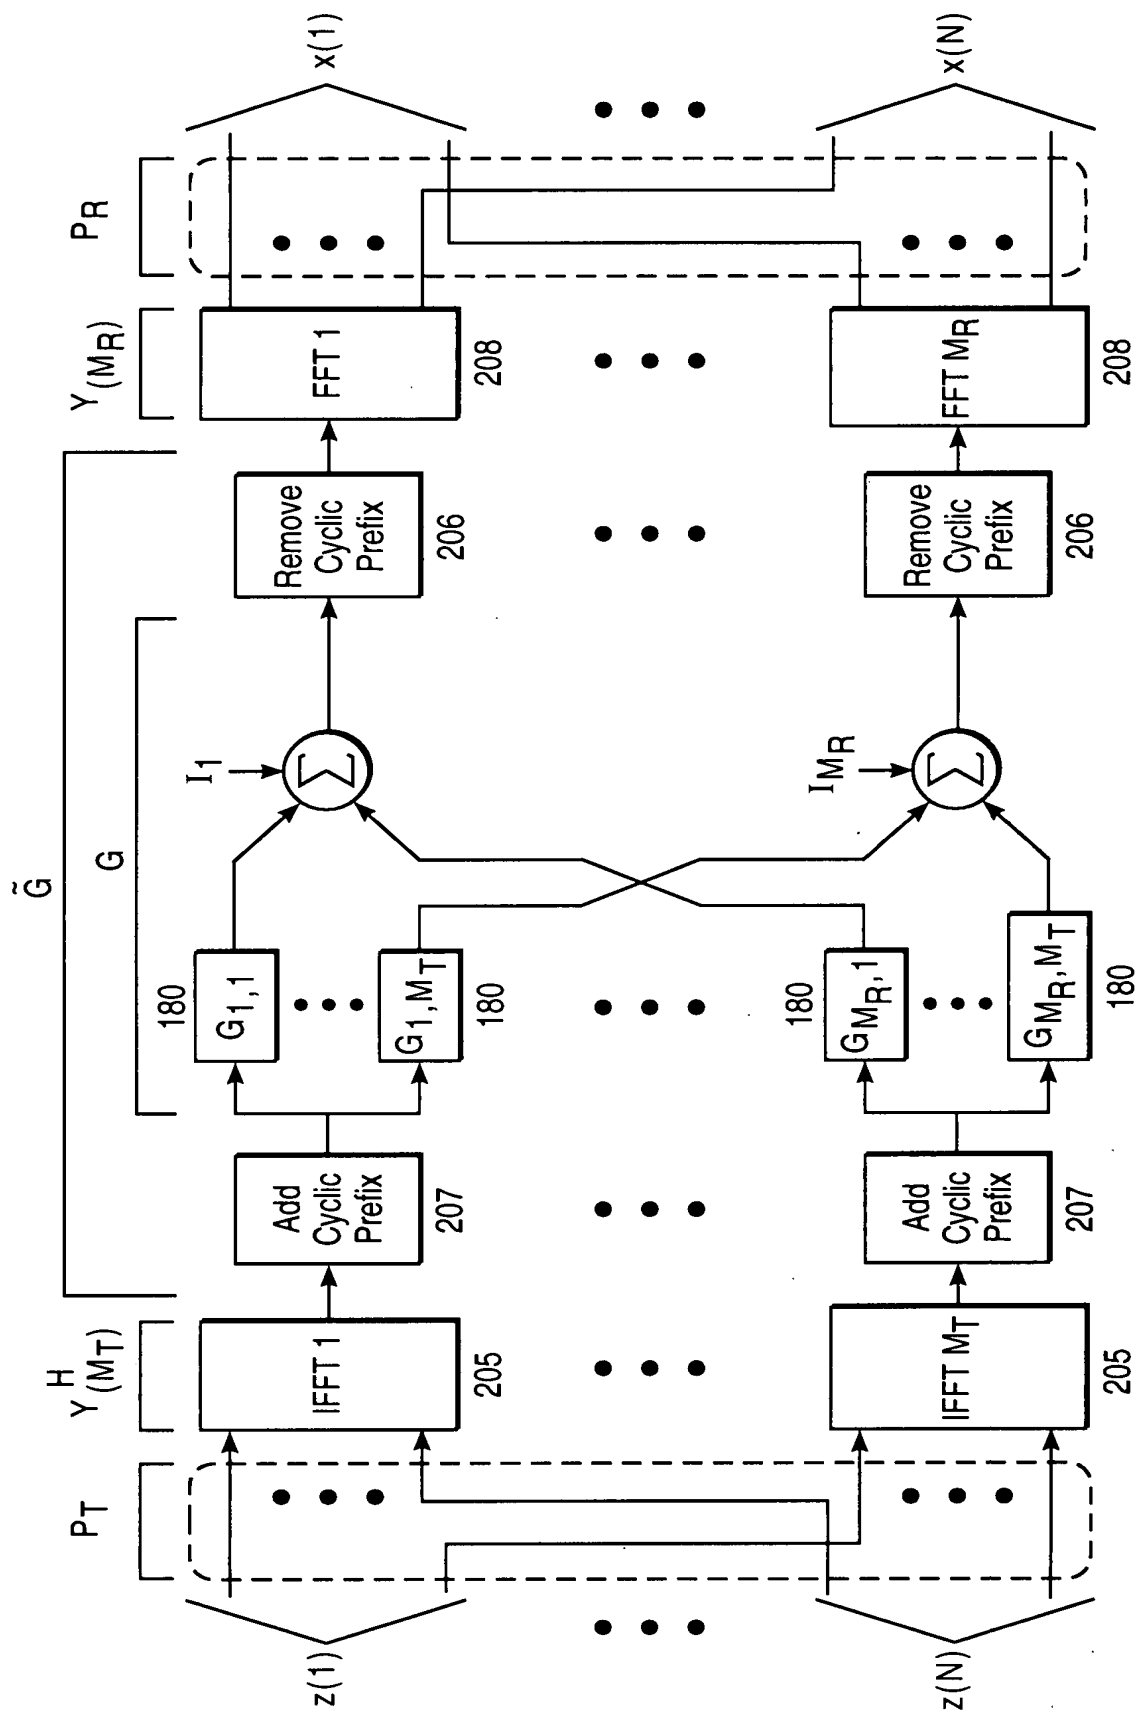 z(1)
z(N)
P_T
Y^H_(M_T)
IFFT 1
205
IFFT M_T
205
G̃
G
Add
Cyclic
Prefix
207
Add
Cyclic
Prefix
207
180
G_1,1
G_1,M_T
180
180
G_M_R,1
G_M_R,M_T
180
I_1
Σ
I_M_R
Σ
Remove
Cyclic
Prefix
206
Remove
Cyclic
Prefix
206
Y_(M_R)
FFT 1
208
FFT M_R
208
P_R
x(1)
x(N)